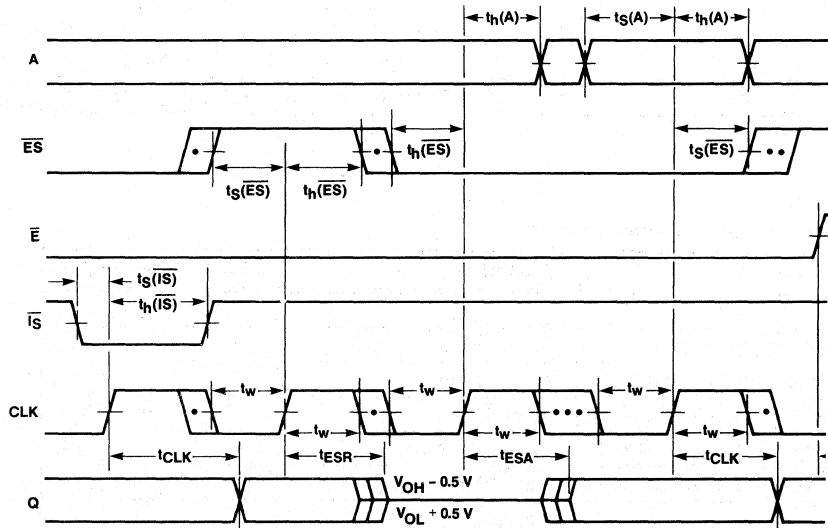 th(A) tS(A) th(A)
A
ES
th(ES) tS(ES)
tS(ES) th(ES)
E
tS(IS)
th(IS)
IS
tW tW tW
CLK
tW tW tW
tCLK tESR tESA tCLK
VOH – 0.5 V
Q
VOL + 0.5 V